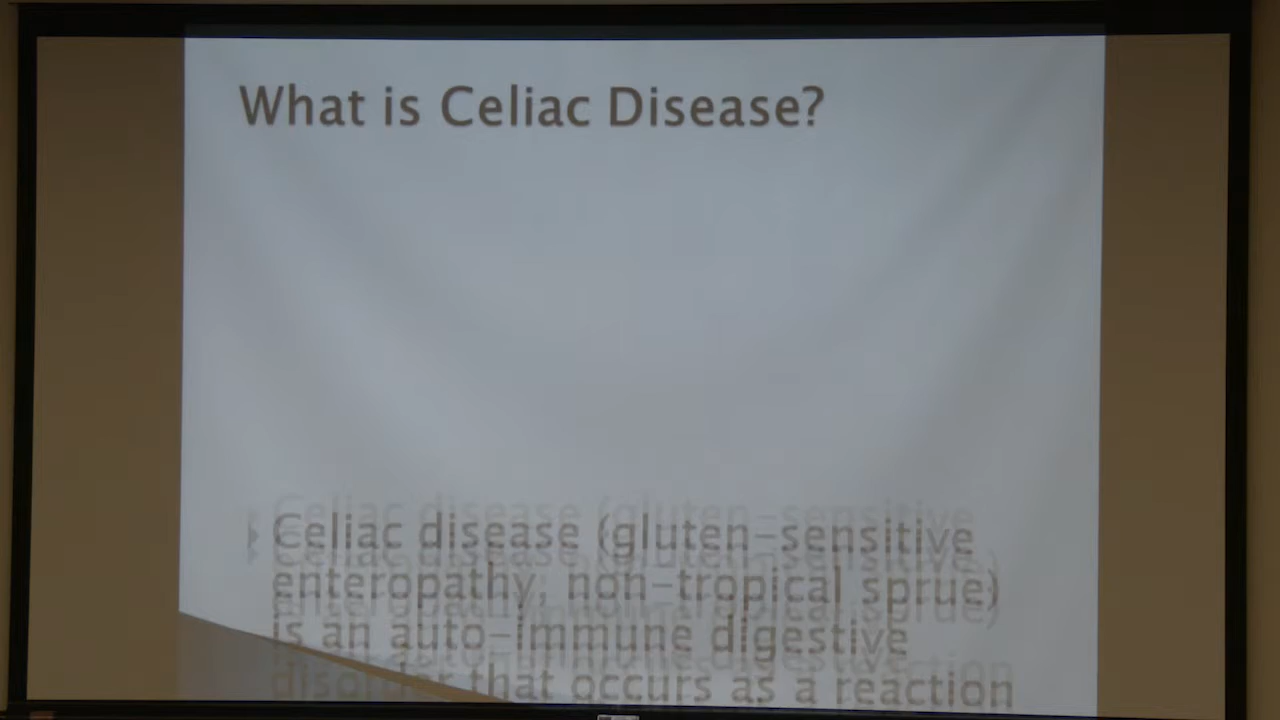 What is Celiac Disease?
Celiac disease (gluten-sensitive
enteropathy, non-tropical sprue)
is an auto-immune digestive
disorder that occurs as a reaction